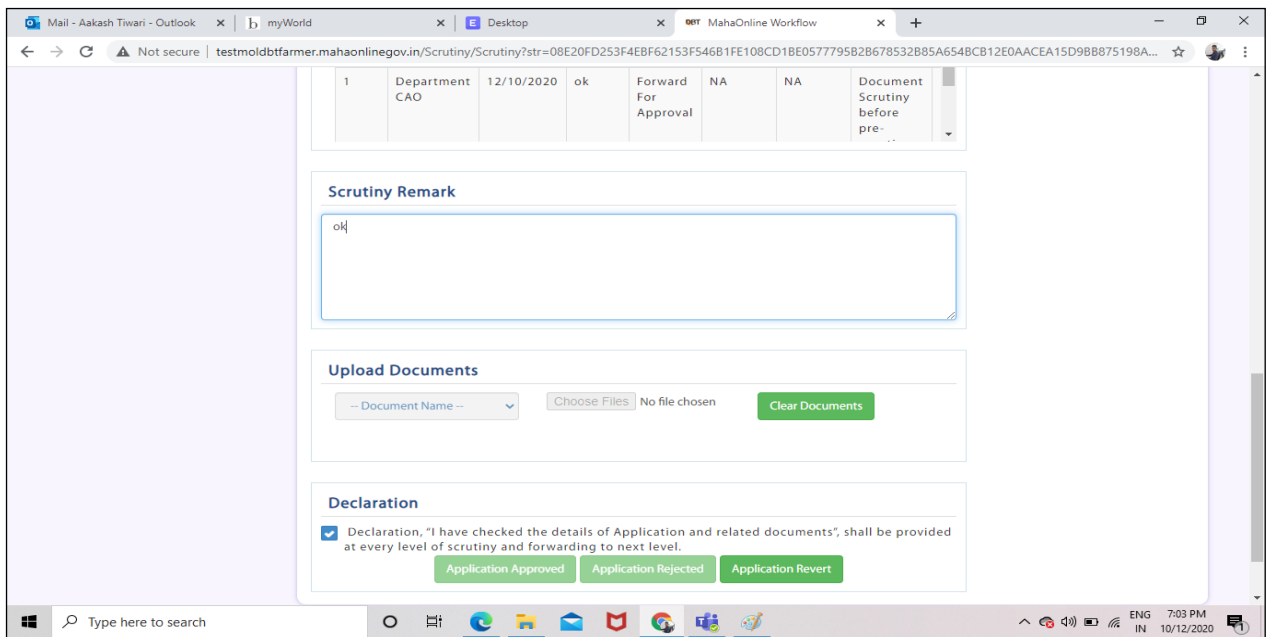 Mail - Aakash Tiwari - Outlook
b myWorld
E Desktop
DBT MahaOnline Workflow
Not secure | testmoldbtfarmer.mahaonlinegov.in/Scrutiny/Scrutiny?str=08E20FD253F4EBF62153F546B1FE108CD1BE0577795B2B678532B85A654BCB12E0AACEA15D9BB875198A...
1 Department 12/10/2020 ok Forward NA NA Document
CAO For Scrutiny
Approval before
pre-
Scrutiny Remark
ok
Upload Documents
-- Document Name -- Choose Files No file chosen Clear Documents
Declaration
Declaration, "I have checked the details of Application and related documents", shall be provided
at every level of scrutiny and forwarding to next level.
Application Approved Application Rejected Application Revert
Type here to search
ENG 7:03 PM
IN 10/12/2020